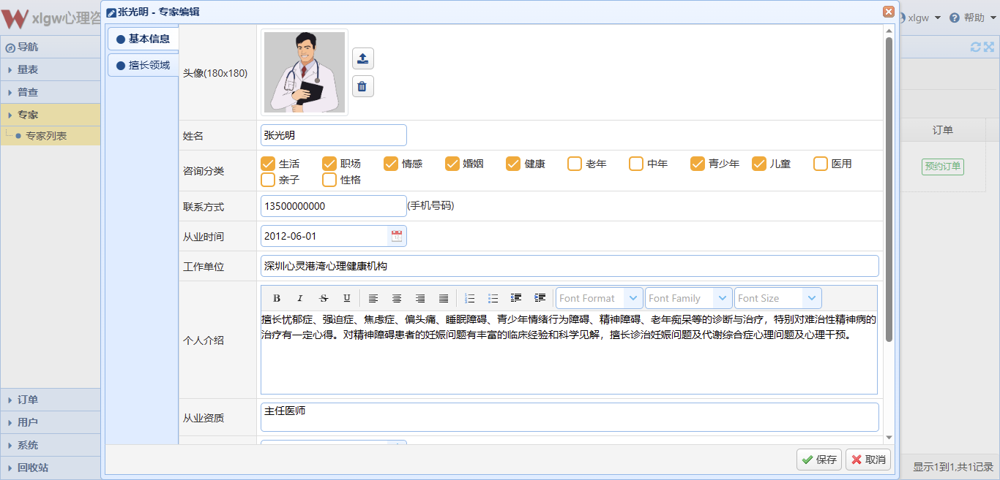 xlgw心理咨
张光明 - 专家编辑
xlgw
帮助
导航
量表
普查
专家
专家列表
订单
用户
系统
回收站
基本信息
擅长领域
头像(180x180)
姓名
张光明
咨询分类
生活 职场 情感 婚姻 健康 老年 中年 青少年 儿童 医用
亲子 性格
联系方式
13500000000 (手机号码)
从业时间
2012-06-01
工作单位
深圳心灵港湾心理健康机构
个人介绍
B I S U Font Format Font Family Font Size
擅长忧郁症、强迫症、焦虑症、偏头痛、睡眠障碍、青少年情绪行为障碍、精神障碍、老年痴呆等的诊断与治疗，特别对难治性精神病的
治疗有一定心得。对精神障碍患者的妊娠问题有丰富的临床经验和科学见解，擅长诊治妊娠问题及代谢综合症心理问题及心理干预。
从业资质
主任医师
保存 取消
订单
预约订单
显示1到1,共1记录